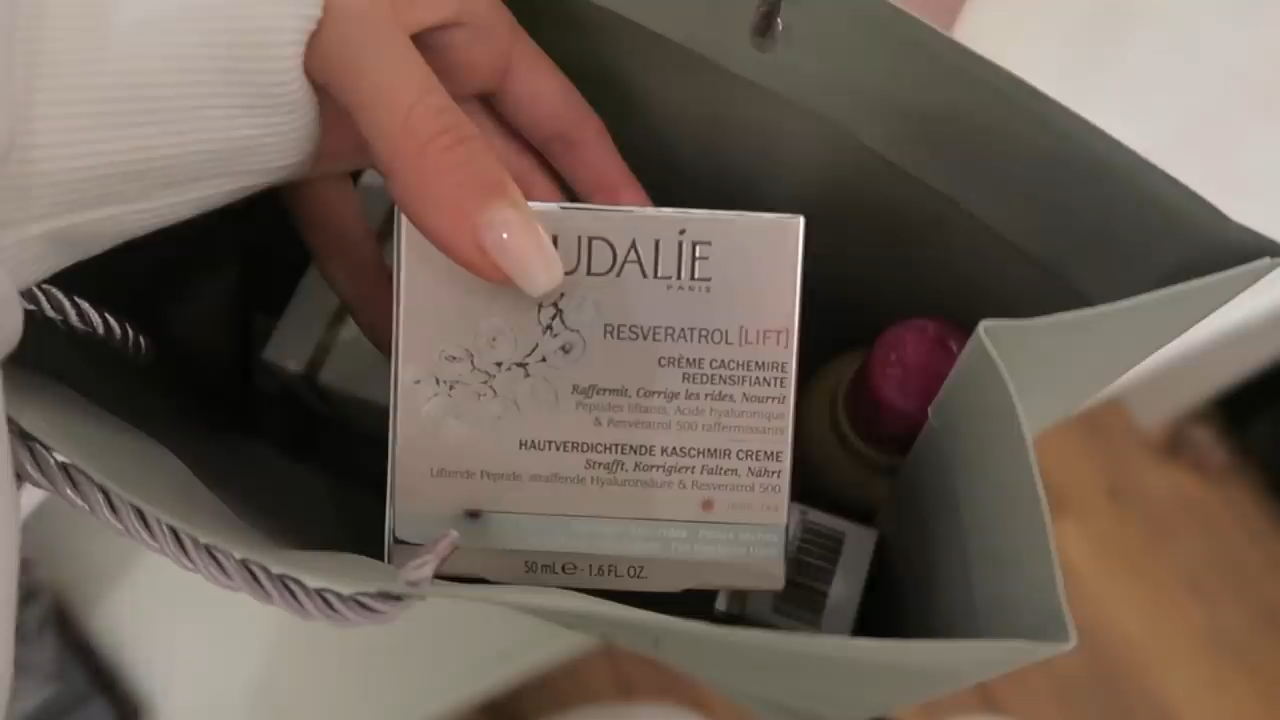 UDALIE
PARIS
RESVERATROL [LIFT]
CRÈME CACHEMIRE
REDENSIFIANTE
Raffermit, Corrige les rides, Nourrit
Peptides liftants, Acide hyaluronique
& Resvératrol 500 raffermissants
HAUTVERDICHTENDE KASCHMIR CREME
Strafft, Korrigiert Falten, Nährt
Liftende Peptide, straffende Hyaluronsäure & Resveratrol 500
50 mL e - 1.6 FL. OZ.